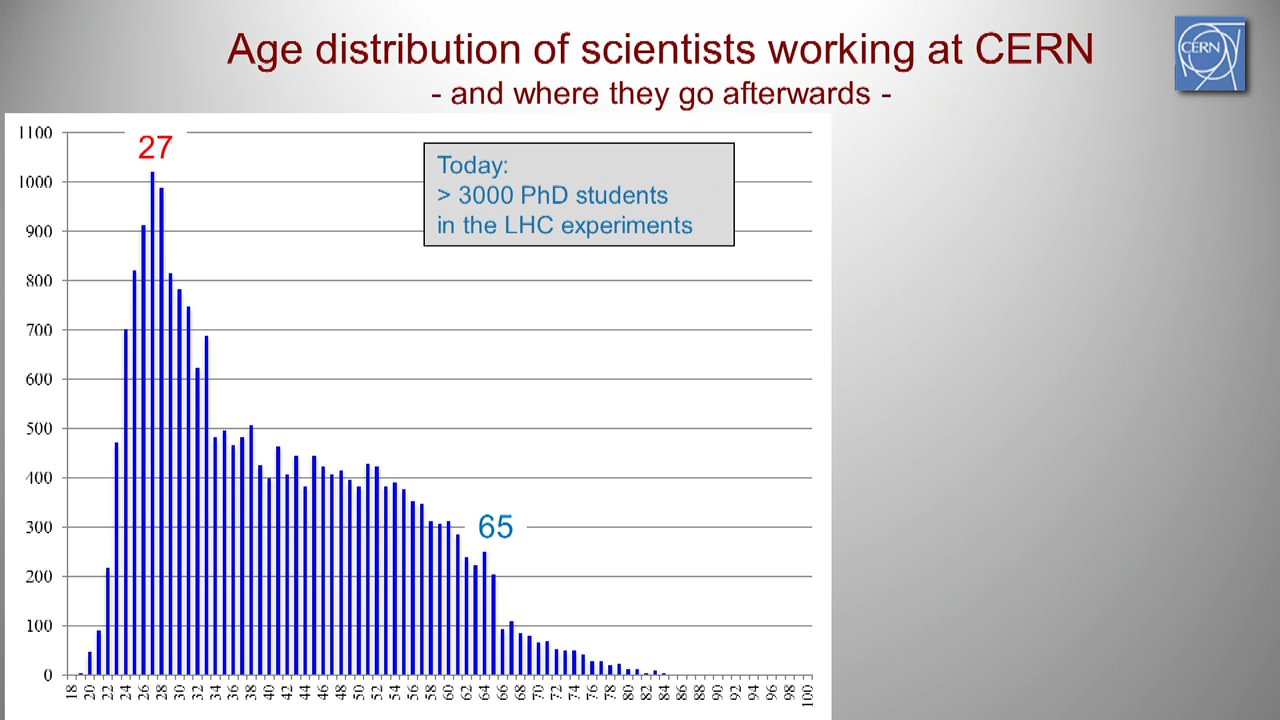 Age distribution of scientists working at CERN
- and where they go afterwards -
CERN
1100
27
Today:
> 3000 PhD students
in the LHC experiments
1000
900
800
700
600
500
400
300
65
200
100
0
18 20 22 24 26 28 30 32 34 36 38 40 42 44 46 48 50 52 54 56 58 60 62 64 66 68 70 72 74 76 78 80 82 84 86 88 90 92 94 96 98 100